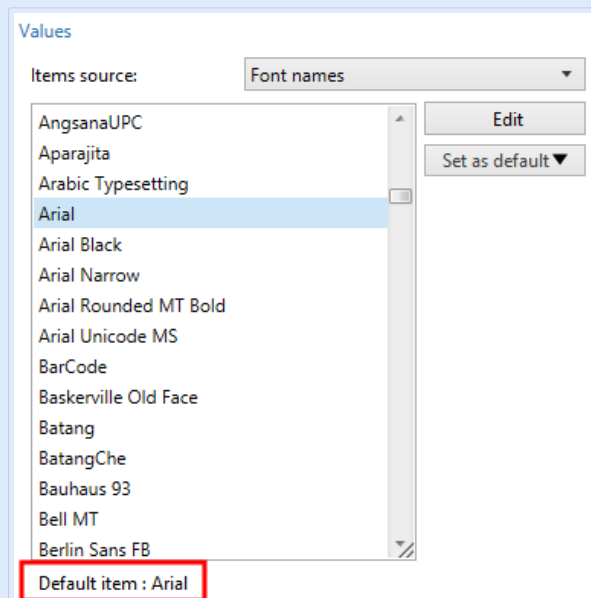 Values
Items source: Font names
AngsanaUPC
Edit
Aparajita
Set as default
Arabic Typesetting
Arial
Arial Black
Arial Narrow
Arial Rounded MT Bold
Arial Unicode MS
BarCode
Baskerville Old Face
Batang
BatangChe
Bauhaus 93
Bell MT
Berlin Sans FB
Default item : Arial